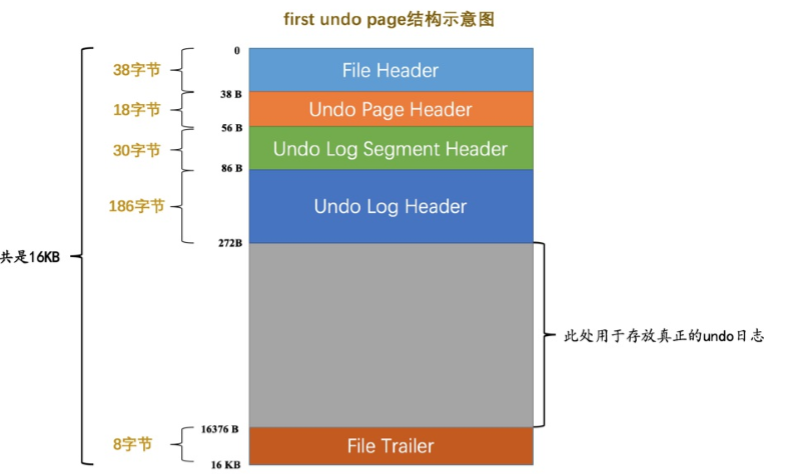 first undo page结构示意图
0
38字节
File Header
38 B
18字节
Undo Page Header
56 B
30字节
Undo Log Segment Header
86 B
186字节
Undo Log Header
272B
共是16KB
此处用于存放真正的undo日志
16376 B
8字节
File Trailer
16 KB